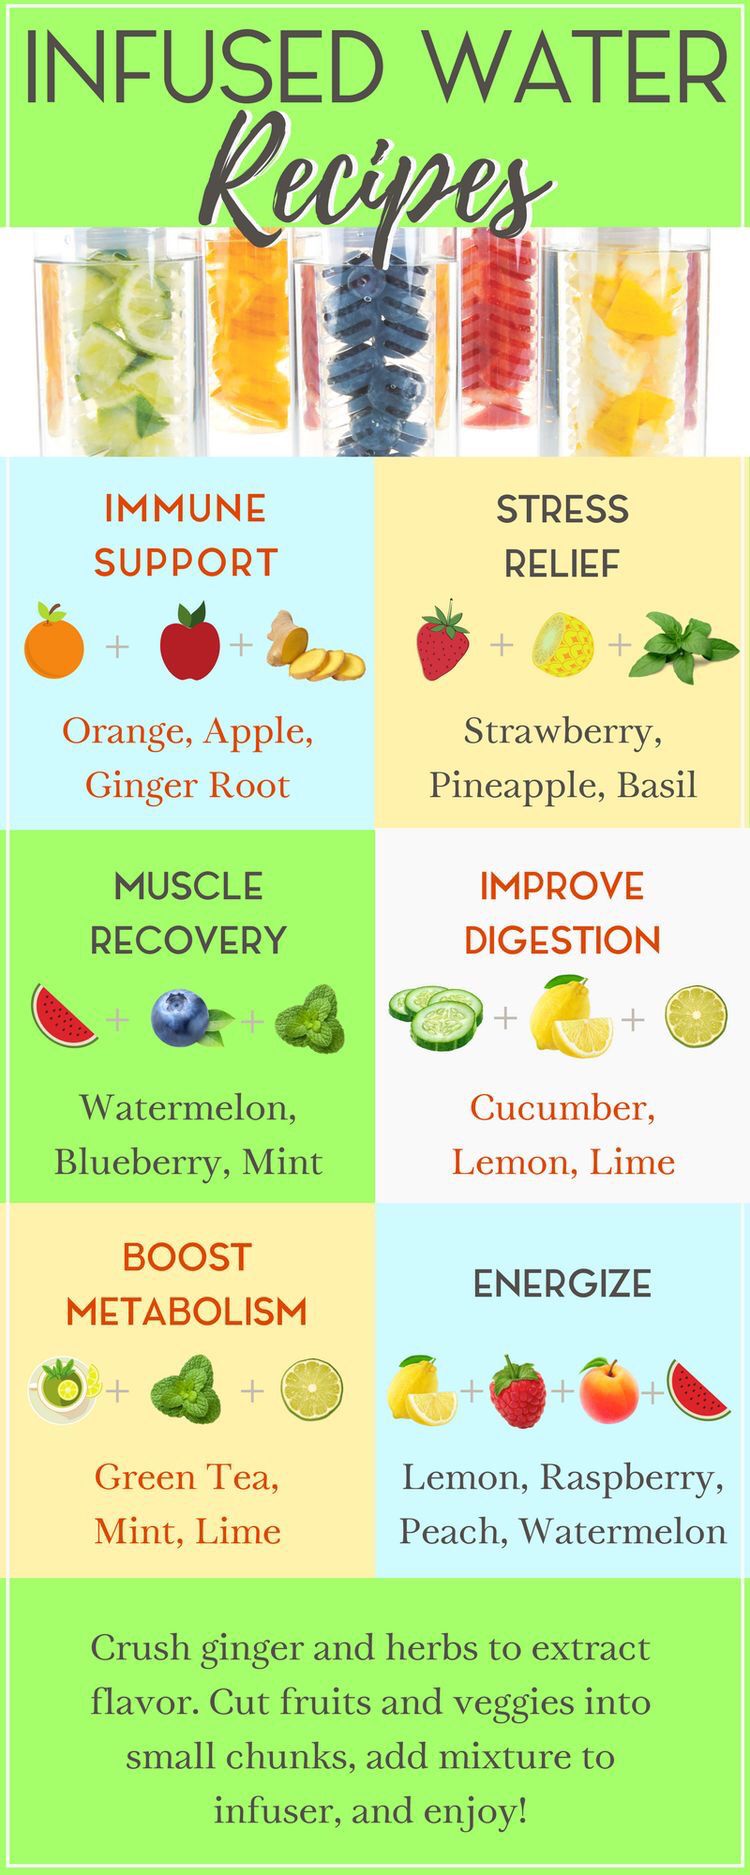 INFUSED WATER
Recipes
IMMUNE
SUPPORT
Orange, Apple,
Ginger Root
STRESS
RELIEF
Strawberry,
Pineapple, Basil
MUSCLE
RECOVERY
Watermelon,
Blueberry, Mint
IMPROVE
DIGESTION
Cucumber,
Lemon, Lime
BOOST
METABOLISM
Green Tea,
Mint, Lime
ENERGIZE
Lemon, Raspberry,
Peach, Watermelon
Crush ginger and herbs to extract
flavor. Cut fruits and veggies into
small chunks, add mixture to
infuser, and enjoy!